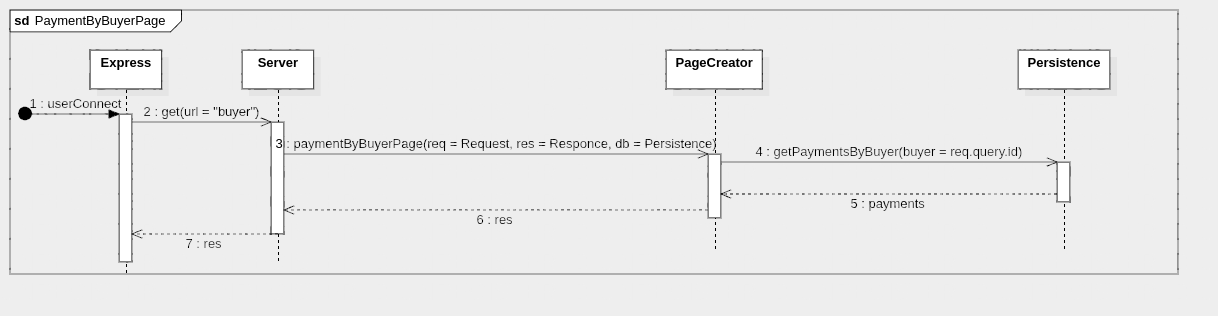 sd PaymentByBuyerPage
Express
Server
PageCreator
Persistence
1 : userConnect
2 : get(url = "buyer")
3 : paymentByBuyerPage(req = Request, res = Responce, db = Persistence)
4 : getPaymentsByBuyer(buyer = req.query.id)
5 : payments
6 : res
7 : res